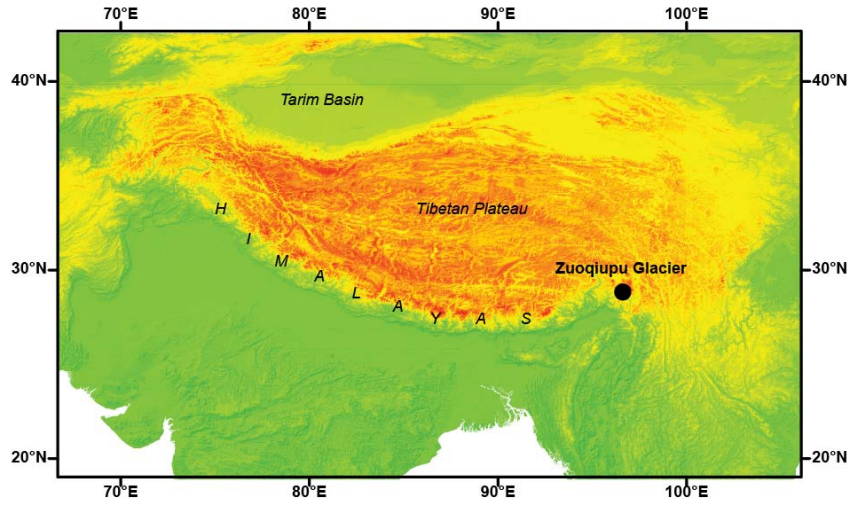 70°E 80°E 90°E 100°E
40°N 40°N
Tarim Basin
Tibetan Plateau
H I M A L A Y A S
30°N Zuoqiupu Glacier 30°N
20°N 20°N
70°E 80°E 90°E 100°E